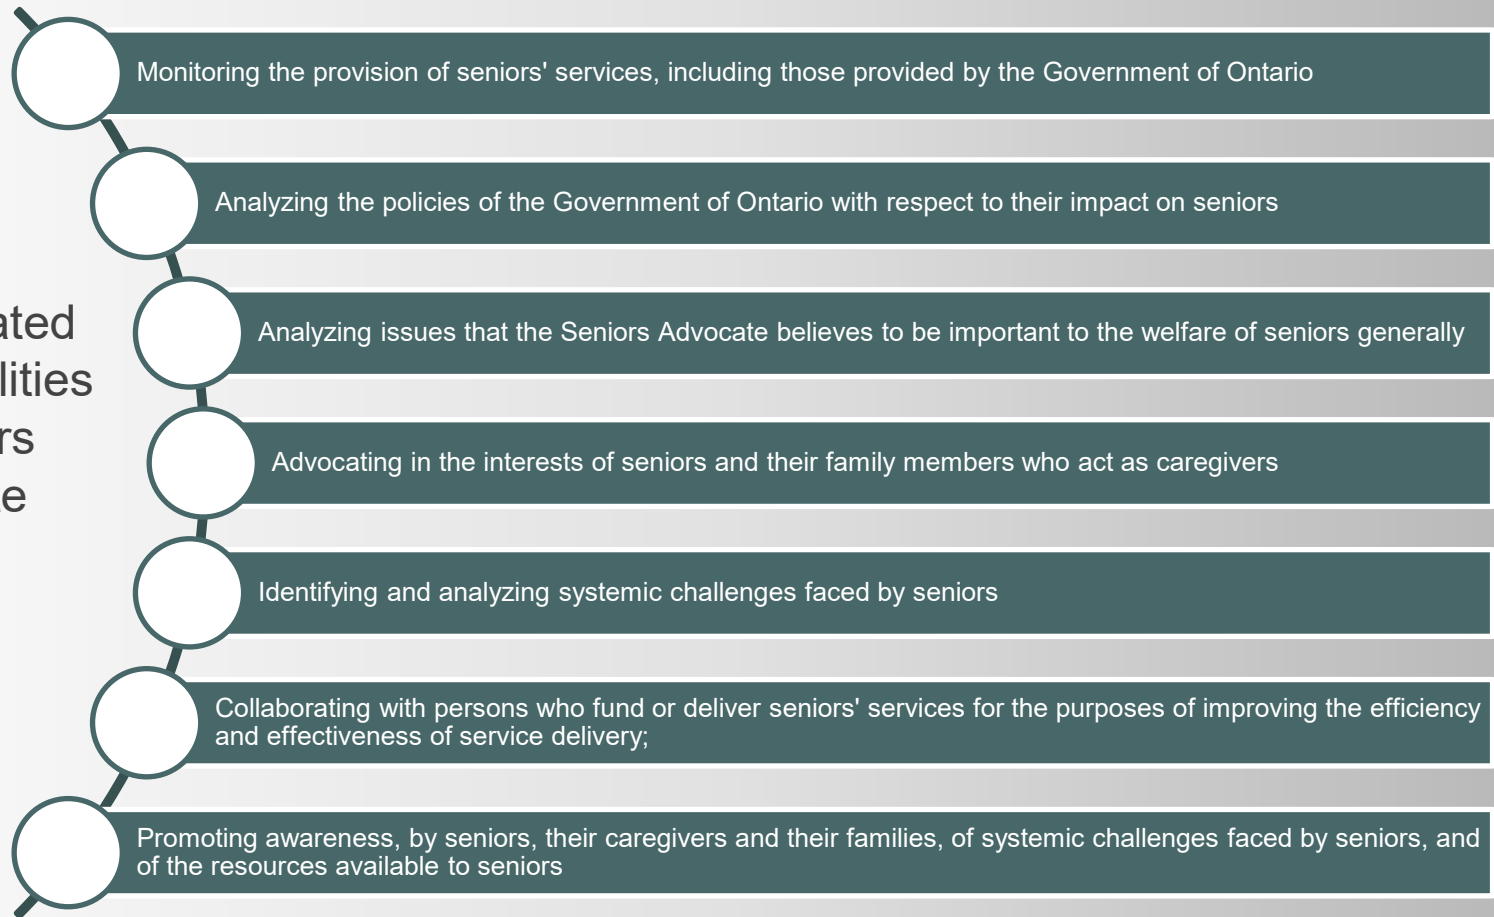 Monitoring the provision of seniors' services, including those provided by the Government of Ontario
Analyzing the policies of the Government of Ontario with respect to their impact on seniors
Analyzing issues that the Seniors Advocate believes to be important to the welfare of seniors generally
Advocating in the interests of seniors and their family members who act as caregivers
Identifying and analyzing systemic challenges faced by seniors
Collaborating with persons who fund or deliver seniors' services for the purposes of improving the efficiency
and effectiveness of service delivery;
Promoting awareness, by seniors, their caregivers and their families, of systemic challenges faced by seniors, and
of the resources available to seniors